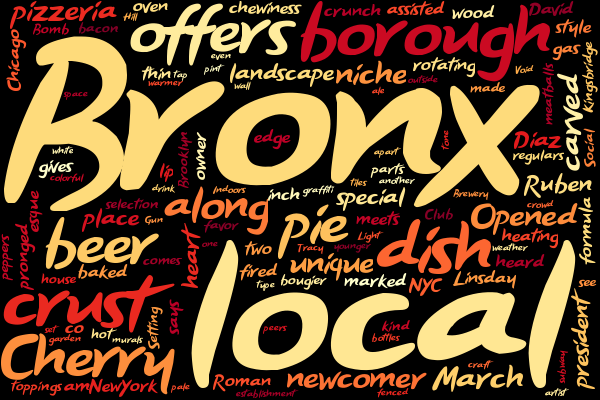 pizzeria oven chewiness crunch assisted wood David
Hill
Bomb bacon offers borough style
Chicago even gas Kingsbridge
thin tap pint landscape niche rotating Void
warmer wall outside made meatballs carved
space ale
Bronx
edge tone Diaz Social
white Brooklyn owner apart regulars
gives lip parts
colorful drink tiles another Ruben
selection Indoors inch graffiti special Brewery crowd
esque place Gun along favor meets Club Opened formula
pronged pie Light heating
peppers beer comes heart one two Tracy younger dish weather
house baked fired unique heard
type bougier marked NYC Linsday see
crust says local president
set co hot setting peers kind
garden murals bottles
Cherry craft subway
toppings amNewYork pale Roman newcomer March
establishment fenced artist